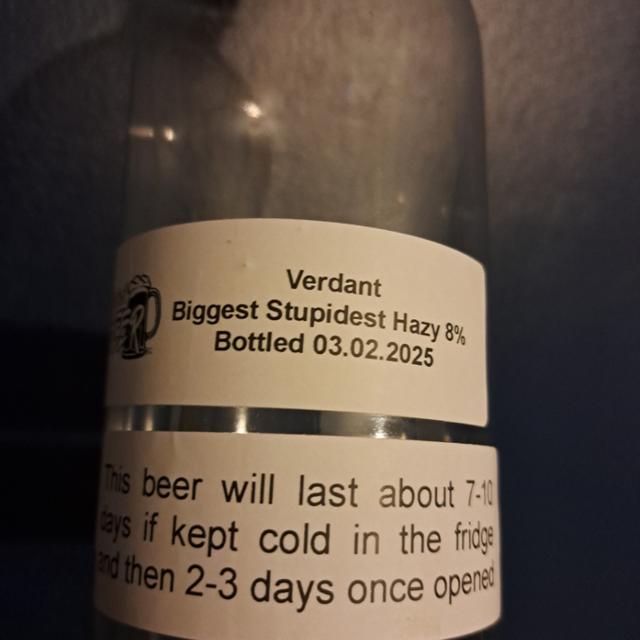 Verdant
Biggest Stupidest Hazy 8%
Bottled 03.02.2025
This beer will last about 7-10
days if kept cold in the fridge
and then 2-3 days once opened